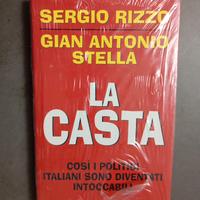 SERGIO RIZZO
GIAN ANTONIO
STELLA
LA
CASTA
COSÌ I POLITICI
ITALIANI SONO DIVENTATI
INTOCCABILI